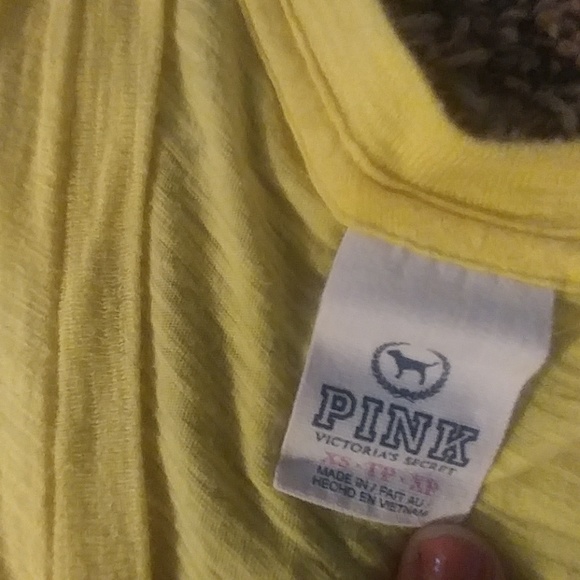 PINK
VICTORIA'S SECRET
XS • TP • XP
MADE IN / FAIT AU /
HECHO EN VIETNAM